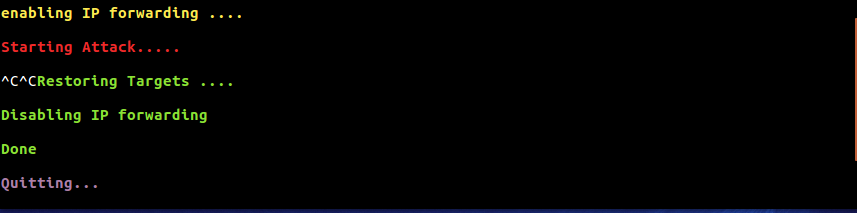 enabling IP forwarding ....
Starting Attack.....
^C^CRestoring Targets ....
Disabling IP forwarding
Done
Quitting...